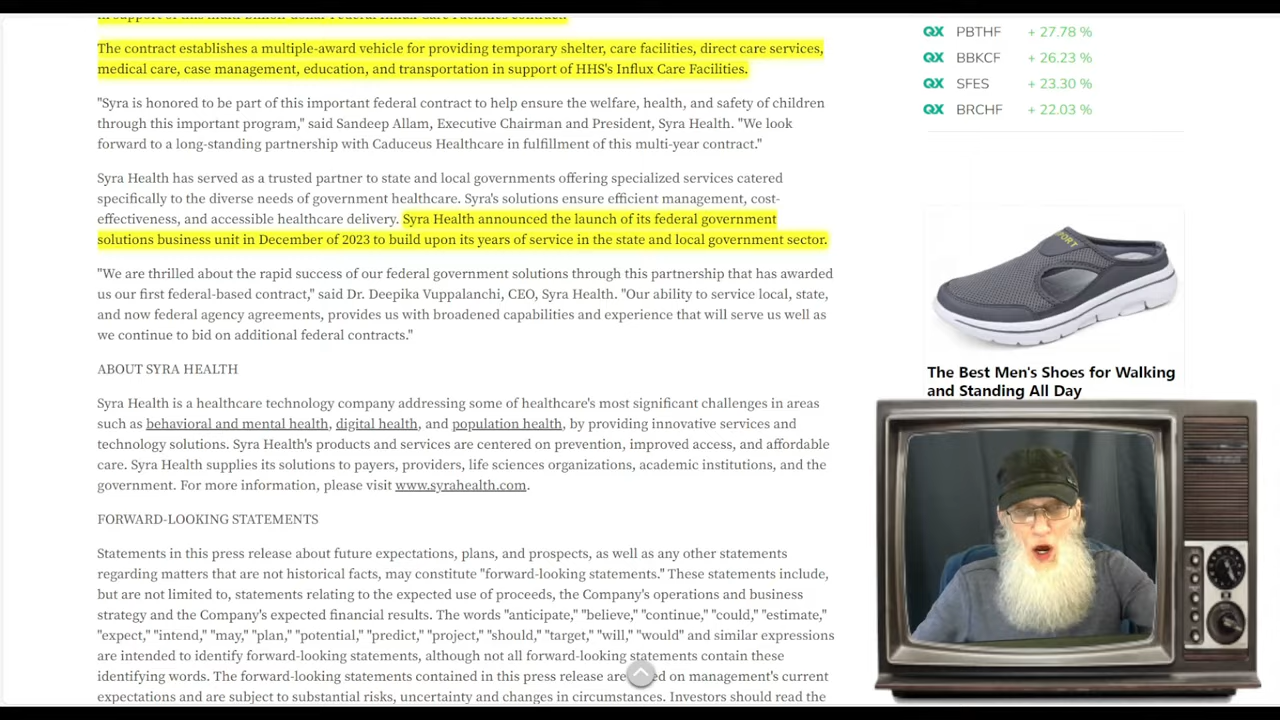 in support of this multi-billion-dollar Federal Influx Care Facilities contract.
The contract establishes a multiple-award vehicle for providing temporary shelter, care facilities, direct care services,
medical care, case management, education, and transportation in support of HHS's Influx Care Facilities.
"Syra is honored to be part of this important federal contract to help ensure the welfare, health, and safety of children
through this important program," said Sandeep Allam, Executive Chairman and President, Syra Health. "We look
forward to a long-standing partnership with Caduceus Healthcare in fulfillment of this multi-year contract."
Syra Health has served as a trusted partner to state and local governments offering specialized services catered
specifically to the diverse needs of government healthcare. Syra's solutions ensure efficient management, cost-
effectiveness, and accessible healthcare delivery. Syra Health announced the launch of its federal government
solutions business unit in December of 2023 to build upon its years of service in the state and local government sector.
"We are thrilled about the rapid success of our federal government solutions through this partnership that has awarded
us our first federal-based contract," said Dr. Deepika Vuppalanchi, CEO, Syra Health. "Our ability to service local, state,
and now federal agency agreements, provides us with broadened capabilities and experience that will serve us well as
we continue to bid on additional federal contracts."
ABOUT SYRA HEALTH
Syra Health is a healthcare technology company addressing some of healthcare's most significant challenges in areas
such as behavioral and mental health, digital health, and population health, by providing innovative services and
technology solutions. Syra Health's products and services are centered on prevention, improved access, and affordable
care. Syra Health supplies its solutions to payers, providers, life sciences organizations, academic institutions, and the
government. For more information, please visit www.syrahealth.com.
FORWARD-LOOKING STATEMENTS
Statements in this press release about future expectations, plans, and prospects, as well as any other statements
regarding matters that are not historical facts, may constitute "forward-looking statements." These statements include,
but are not limited to, statements relating to the expected use of proceeds, the Company's operations and business
strategy and the Company's expected financial results. The words "anticipate," "believe," "continue," "could," "estimate,"
"expect," "intend," "may," "plan," "potential," "predict," "project," "should," "target," "will," "would" and similar expressions
are intended to identify forward-looking statements, although not all forward-looking statements contain these
identifying words. The forward-looking statements contained in this press release are on management's current
expectations and are subject to substantial risks, uncertainty and changes in circumstances. Investors should read the
QX PBTHF + 27.78 %
QX BBKCF + 26.23 %
QX SFES + 23.30 %
QX BRCHF + 22.03 %
PORT
The Best Men's Shoes for Walking
and Standing All Day